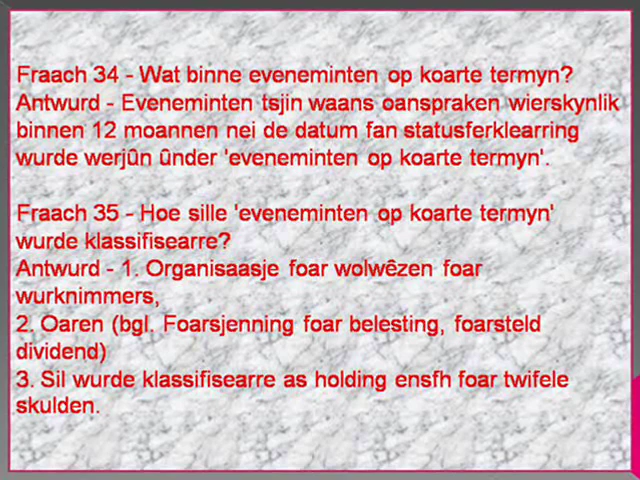 Fraach 34 - Wat binne eveneminten op koarte termyn?
Antwurd - Eveneminten tsjin waans oanspraken wierskynlik
binnen 12 moannen nei de datum fan statusferklearring
wurde werjûn ûnder 'eveneminten op koarte termyn'.
Fraach 35 - Hoe sille 'eveneminten op koarte termyn'
wurde klassifisearre?
Antwurd - 1. Organisaasje foar wolwêzen foar
wurknimmers,
2. Oaren (bgl. Foarsjenning foar belesting, foarsteld
dividend)
3. Sil wurde klassifisearre as holding ensfh foar twifele
skulden.